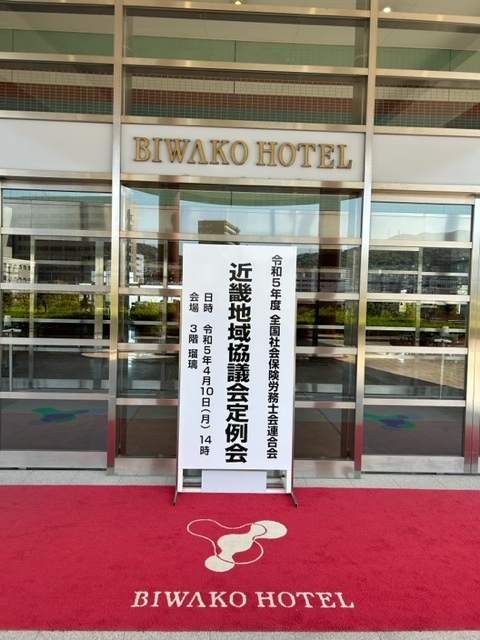 BIWAKO HOTEL
令和5年度 全国社会保険労務士会連合会
近畿地域協議会定例会
日時 令和5年4月10日(月) 14時
会場 3階 瑠璃
BIWAKO HOTEL